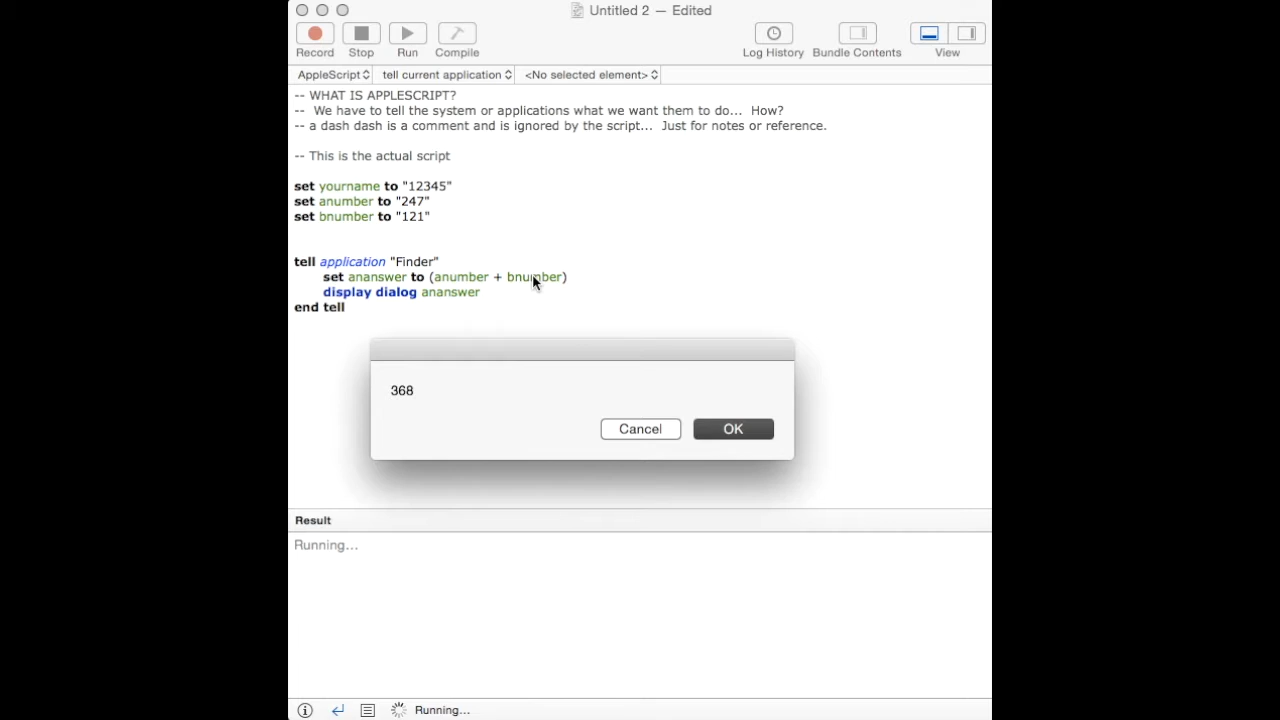 Untitled 2 — Edited
Record Stop Run Compile Log History Bundle Contents View
AppleScript tell current application <No selected element>
-- WHAT IS APPLESCRIPT?
-- We have to tell the system or applications what we want them to do... How?
-- a dash dash is a comment and is ignored by the script... Just for notes or reference.
-- This is the actual script
set yourname to "12345"
set anumber to "247"
set bnumber to "121"
tell application "Finder"
set ananswer to (anumber + bnumber)
display dialog ananswer
end tell
368
Cancel OK
Result
Running...
Running...